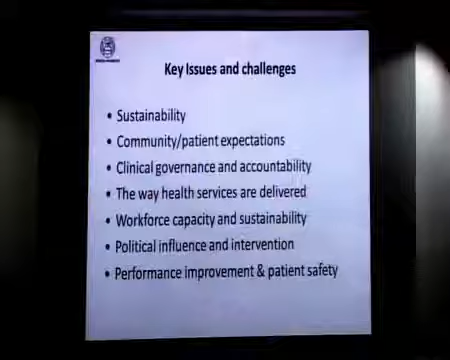 Key Issues and challenges
• Sustainability
• Community/patient expectations
• Clinical governance and accountability
• The way health services are delivered
• Workforce capacity and sustainability
• Political influence and intervention
• Performance improvement & patient safety